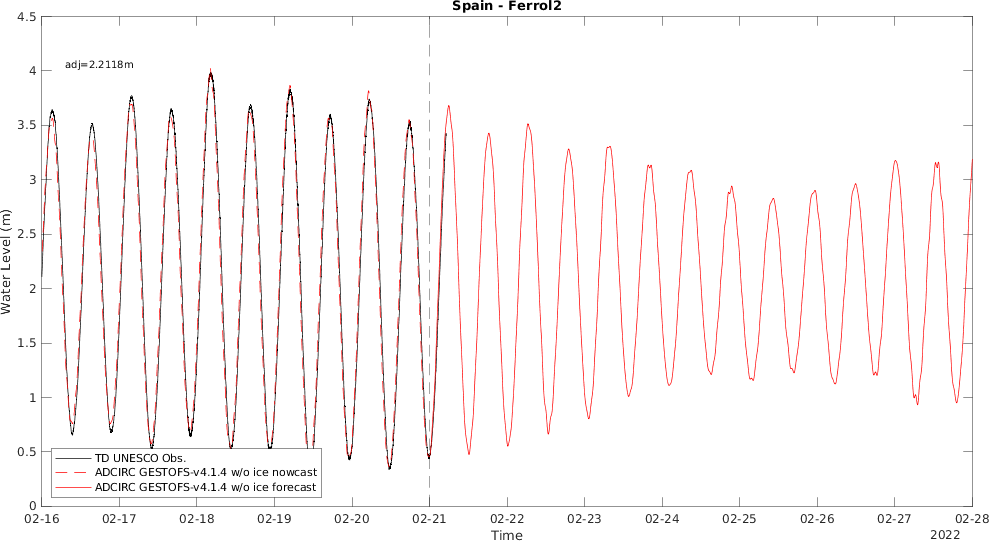 Spain - Ferrol2
4.5
4
3.5
3
2.5
2
1.5
1
0.5
0
Water Level (m)
adj=2.2118m
TD UNESCO Obs.
ADCIRC GESTOFS-v4.1.4 w/o ice nowcast
ADCIRC GESTOFS-v4.1.4 w/o ice forecast
02-16 02-17 02-18 02-19 02-20 02-21 02-22 02-23 02-24 02-25 02-26 02-27 02-28
Time
2022